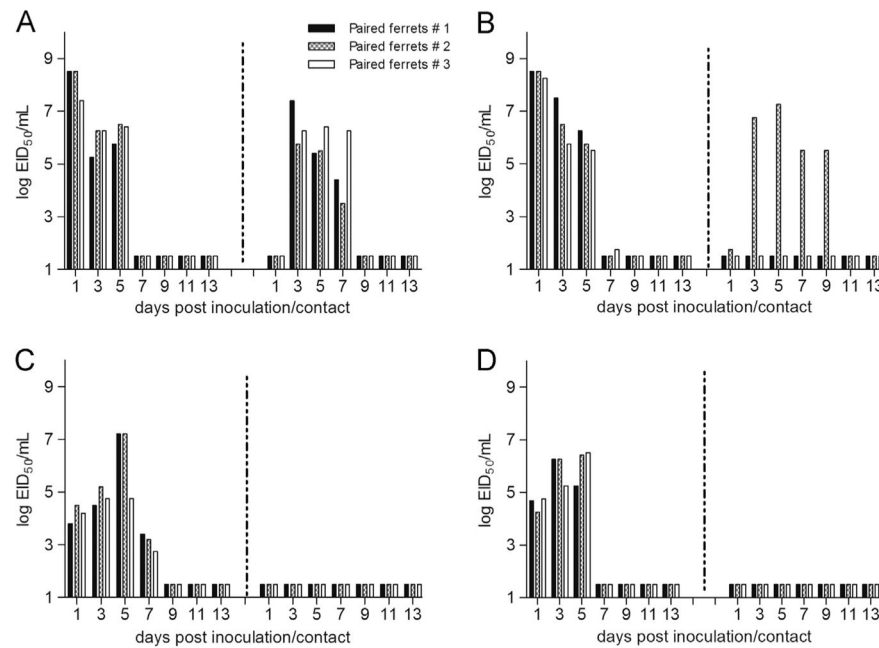 A
Paired ferrets # 1
Paired ferrets # 2
Paired ferrets # 3
log EID50/mL
9
7
5
3
1
1 3 5 7 9 11 13 1 3 5 7 9 11 13
days post inoculation/contact
B
log EID50/mL
9
7
5
3
1
1 3 5 7 9 11 13 1 3 5 7 9 11 13
days post inoculation/contact
C
log EID50/mL
9
7
5
3
1
1 3 5 7 9 11 13 1 3 5 7 9 11 13
days post inoculation/contact
D
log EID50/mL
9
7
5
3
1
1 3 5 7 9 11 13 1 3 5 7 9 11 13
days post inoculation/contact